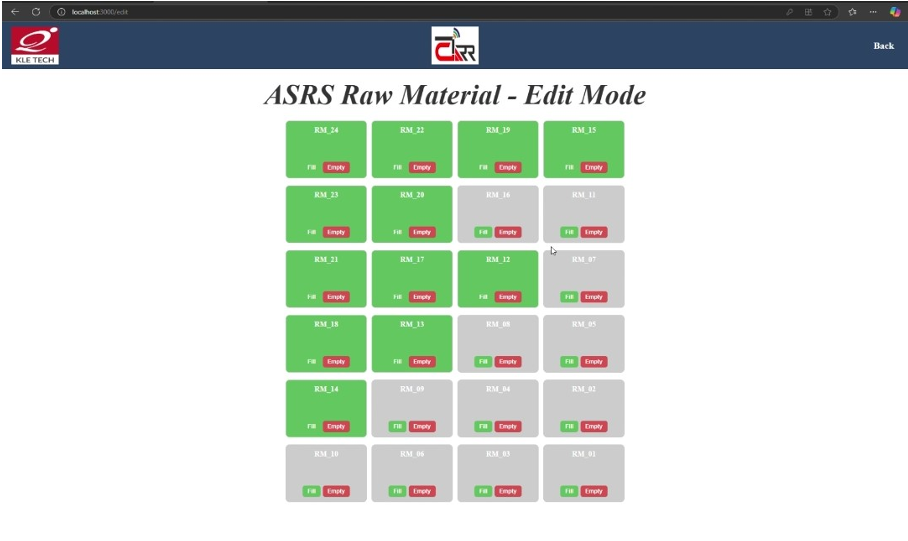 localhost:3000/edit
KLE TECH
Back
ASRS Raw Material - Edit Mode
RM_24 RM_22 RM_19 RM_15
Fill Empty Fill Empty Fill Empty Fill Empty
RM_23 RM_20 RM_16 RM_11
Fill Empty Fill Empty Fill Empty Fill Empty
RM_21 RM_17 RM_12 RM_07
Fill Empty Fill Empty Fill Empty Fill Empty
RM_18 RM_13 RM_08 RM_05
Fill Empty Fill Empty Fill Empty Fill Empty
RM_14 RM_09 RM_04 RM_02
Fill Empty Fill Empty Fill Empty Fill Empty
RM_10 RM_06 RM_03 RM_01
Fill Empty Fill Empty Fill Empty Fill Empty